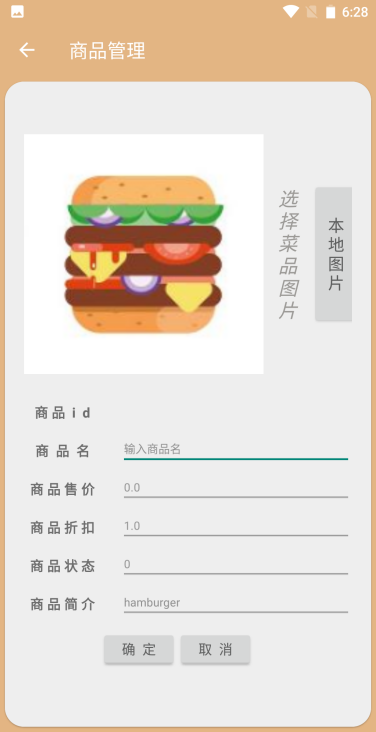 6:28
商品管理
选择菜品图片
本地图片
商品id
商品名
输入商品名
商品售价
0.0
商品折扣
1.0
商品状态
0
商品简介
hamburger
确定
取消